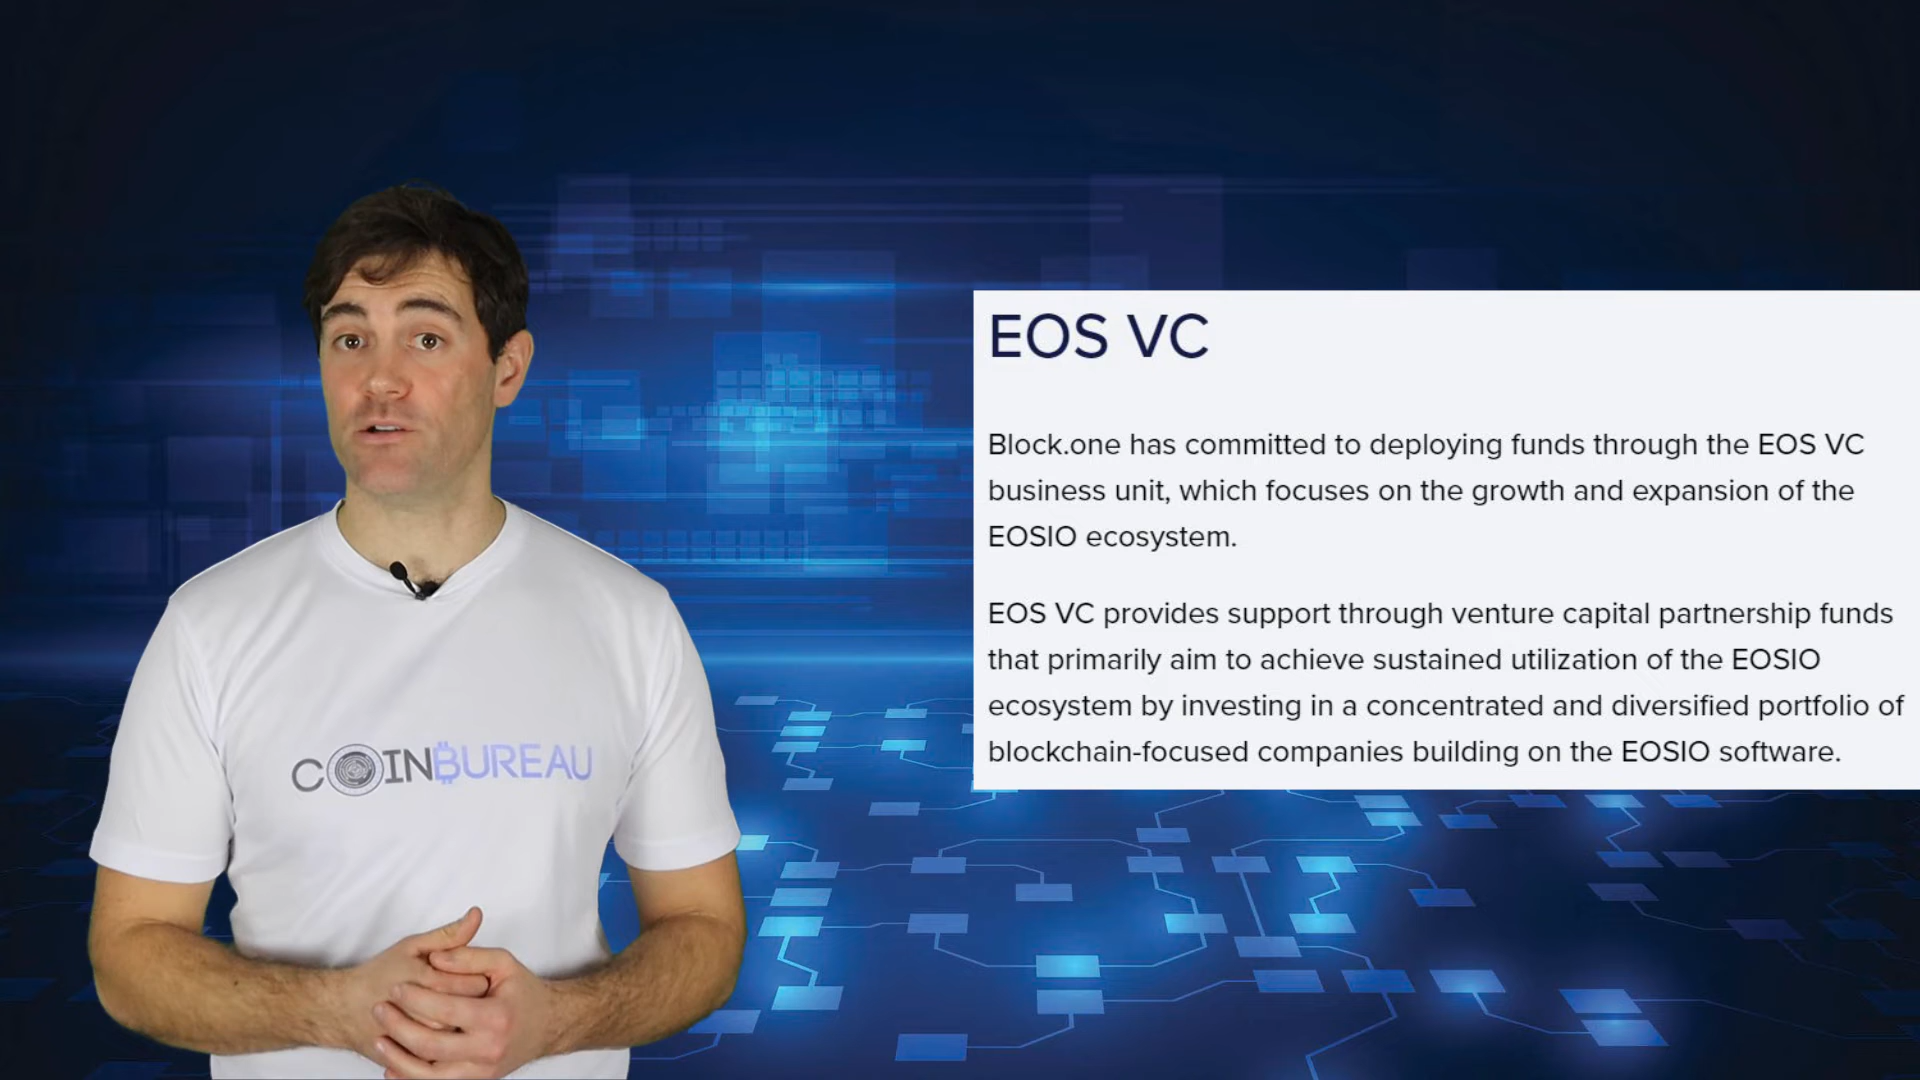 EOS VC
Block.one has committed to deploying funds through the EOS VC
business unit, which focuses on the growth and expansion of the
EOSIO ecosystem.
EOS VC provides support through venture capital partnership funds
that primarily aim to achieve sustained utilization of the EOSIO
ecosystem by investing in a concentrated and diversified portfolio of
blockchain-focused companies building on the EOSIO software.
COINBUREAU